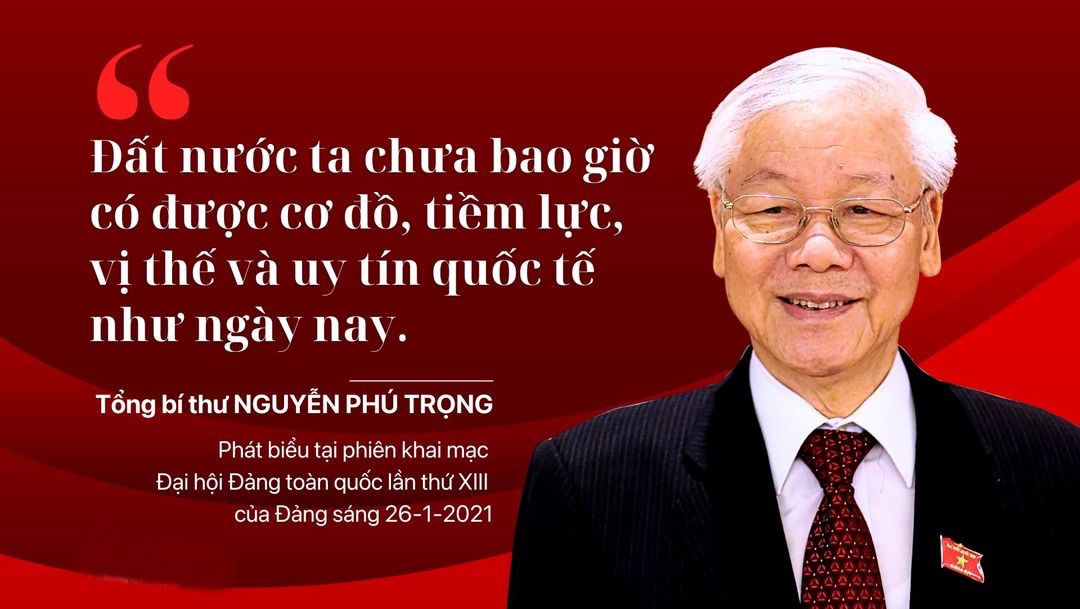 “
Đất nước ta chưa bao giờ
có được cơ đồ, tiềm lực,
vị thế và uy tín quốc tế
như ngày nay.
Tổng bí thư NGUYỄN PHÚ TRỌNG
Phát biểu tại phiên khai mạc
Đại hội Đảng toàn quốc lần thứ XIII
của Đảng sáng 26-1-2021